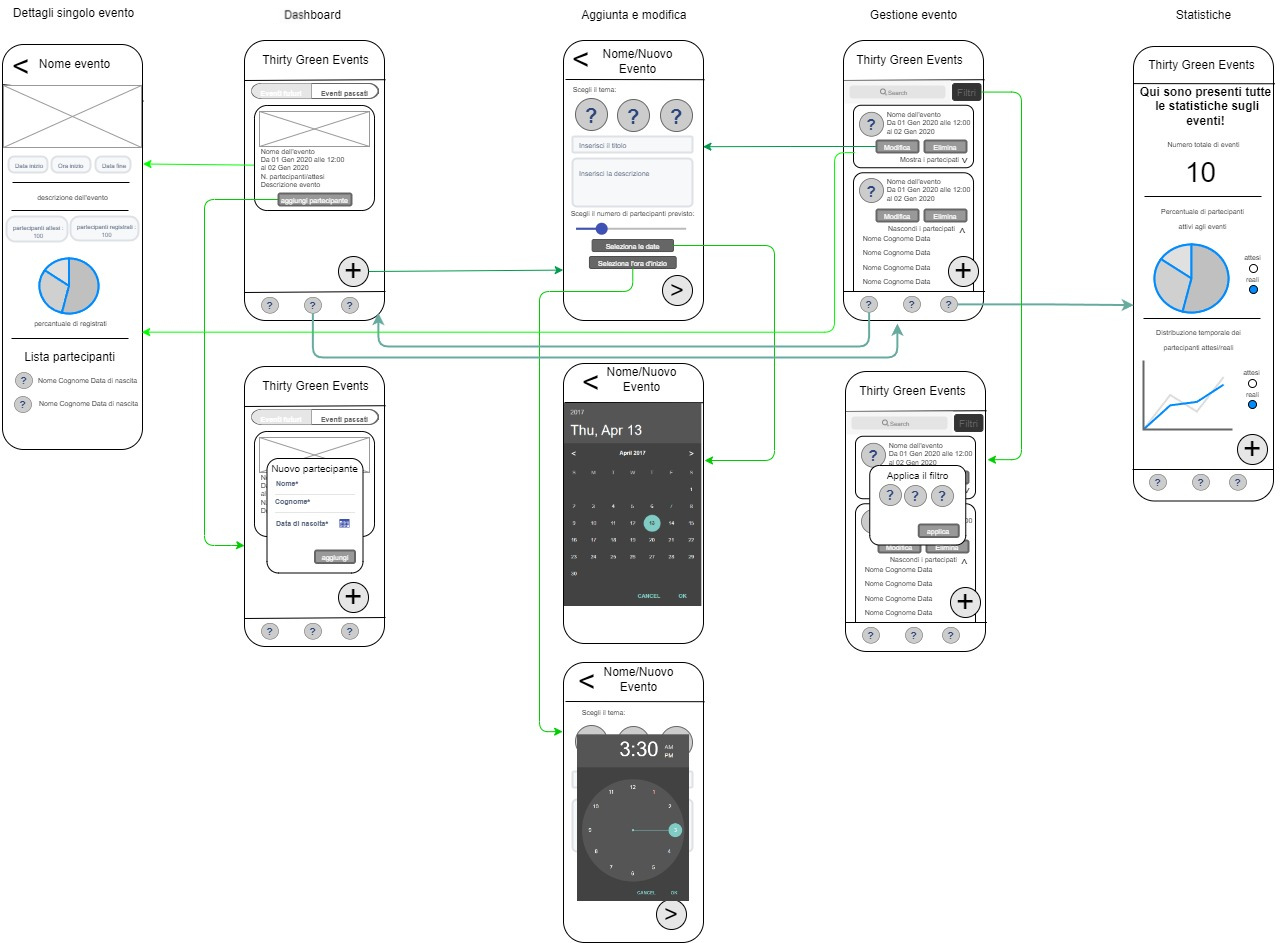 Dettagli singolo evento
Dashboard
Aggiunta e modifica
Gestione evento
Statistiche
< Nome evento
Data inizio
Ora inizio
Data fine
descrizione dell'evento
partecipanti attesi :
100
partecipanti registrati :
100
percantuale di registrati
Lista partecipanti
? Nome Cognome Data di nascita
? Nome Cognome Data di nascita
Thirty Green Events
Eventi futuri
Eventi passati
Nome dell'evento
Da 01 Gen 2020 alle 12:00
al 02 Gen 2020
N. partecipanti/attesi
Descrizione evento
aggiungi partecipante
+
? ? ?
Thirty Green Events
Eventi futuri
Eventi passati
Nuovo partecipante
Nome*
Cognome*
Data di nascita*
aggiungi
+
? ? ?
< Nome/Nuovo
Evento
Scegli il tema:
? ? ?
Inserisci il titolo
Inserisci la descrizione
Scegli il numero di partecipanti previsto:
Seleziona le date
Seleziona l'ora d'inizio
>
< Nome/Nuovo
Evento
2017
Thu, Apr 13
< April 2017 >
S M T W T F S
1
2 3 4 5 6 7 8
9 10 11 12 13 14 15
16 17 18 19 20 21 22
23 24 25 26 27 28 29
30
CANCEL OK
< Nome/Nuovo
Evento
Scegli il tema:
3:30
AM
PM
12
1
2
3
4
5
6
7
8
9
10
11
CANCEL OK
>
Thirty Green Events
Search
Filtri
? Nome dell'evento
Da 01 Gen 2020 alle 12:00
al 02 Gen 2020
Modifica
Elimina
Mostra i partecipati
? Nome dell'evento
Da 01 Gen 2020 alle 12:00
al 02 Gen 2020
Modifica
Elimina
Nascondi i partecipati
Nome Cognome Data
Nome Cognome Data
Nome Cognome Data
Nome Cognome Data
+
? ? ?
Thirty Green Events
Search
Filtri
? Nome dell'evento
Da 01 Gen 2020 alle 12:00
al 02 Gen 2020
Applica il filtro
? ? ?
applica
Modifica
Elimina
Nascondi i partecipati
Nome Cognome Data
Nome Cognome Data
Nome Cognome Data
Nome Cognome Data
+
? ? ?
Thirty Green Events
Qui sono presenti tutte
le statistiche sugli
eventi!
Numero totale di eventi
10
Percentuale di partecipanti
attivi agli eventi
attesi
reali
Distribuzione temporale dei
partecipanti attesi/reali
attesi
reali
+
? ? ?